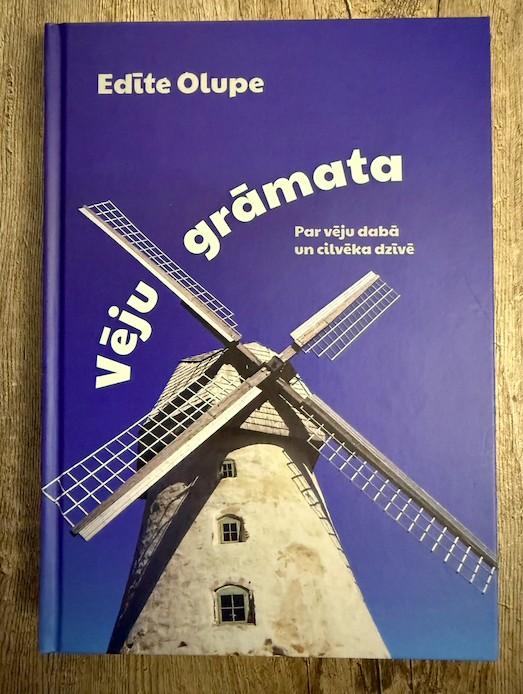 Edīte Olupe
Vēju
grāmata
Par vēju dabā
un cilvēka dzīvē